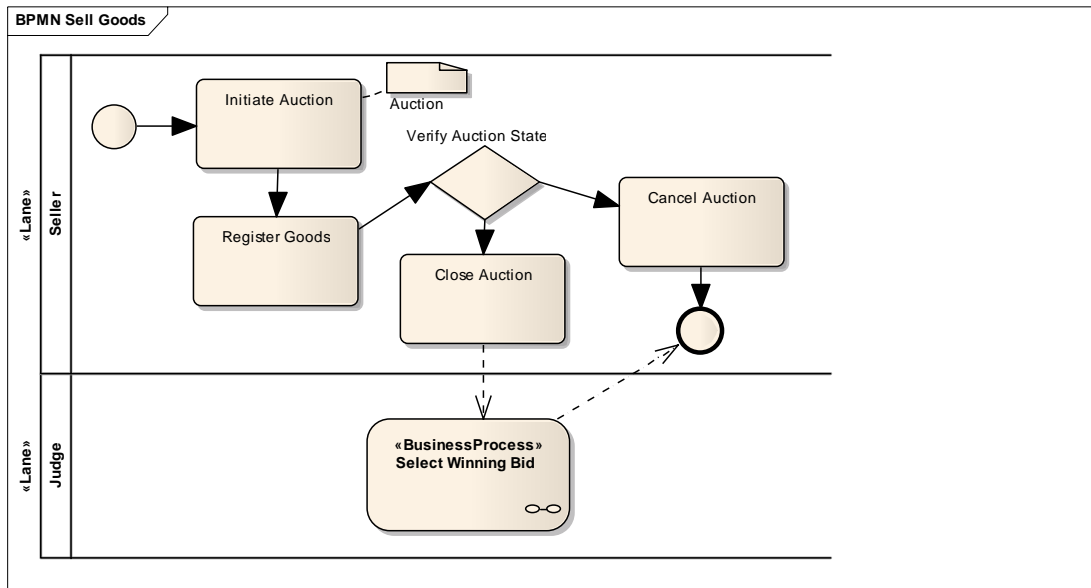 BPMN Sell Goods
«Lane»
Seller
Initiate Auction
Auction
Verify Auction State
Register Goods
Close Auction
Cancel Auction
«Lane»
Judge
«BusinessProcess»
Select Winning Bid